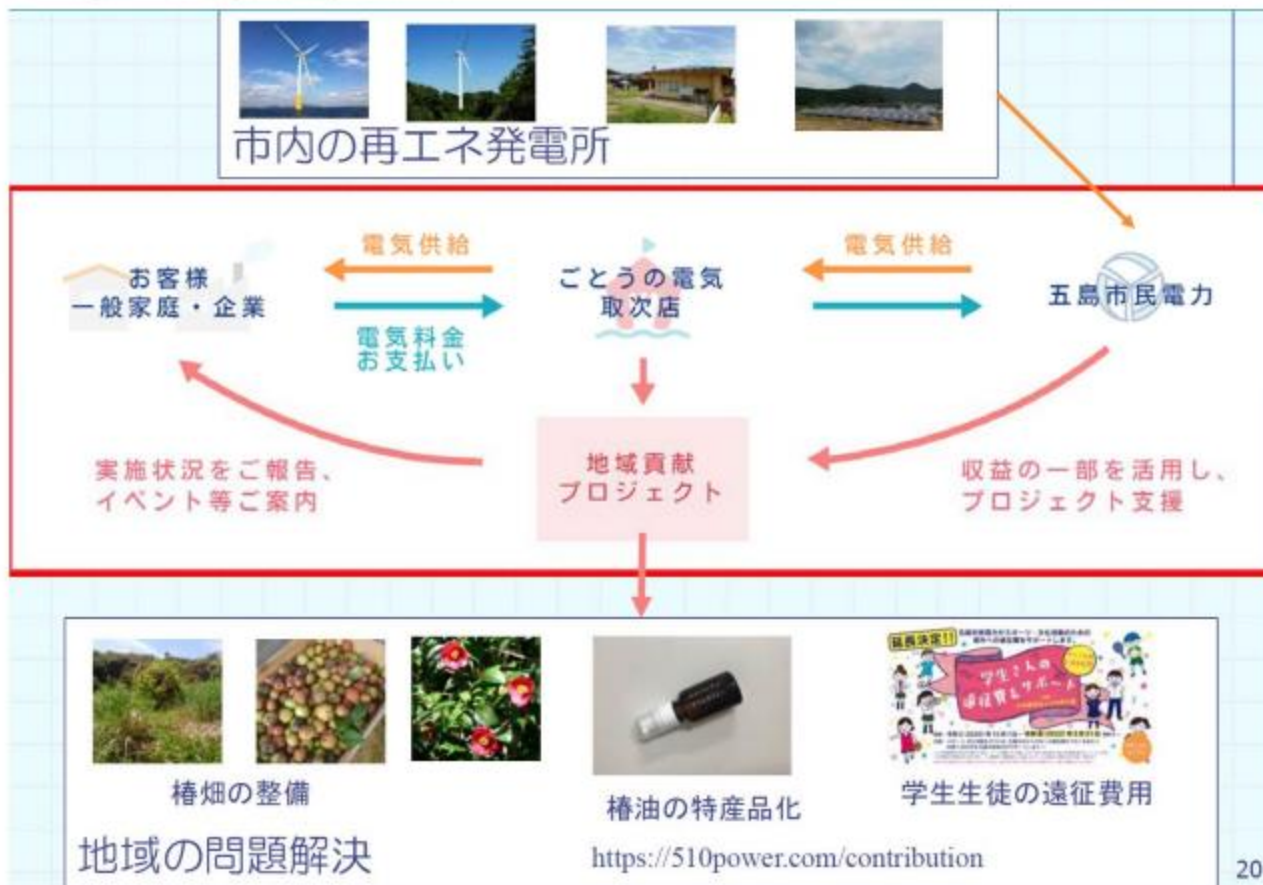 市内の再エネ発電所
電気供給
電気供給
お客様
一般家庭・企業
ごとうの電気
取次店
五島市民電力
電気料金
お支払い
実施状況をご報告、
イベント等ご案内
地域貢献
プロジェクト
収益の一部を活用し、
プロジェクト支援
延長決定!!
学生さんの
遠征費をサポート
椿畑の整備
椿油の特産品化
学生生徒の遠征費用
地域の問題解決
https://510power.com/contribution
20